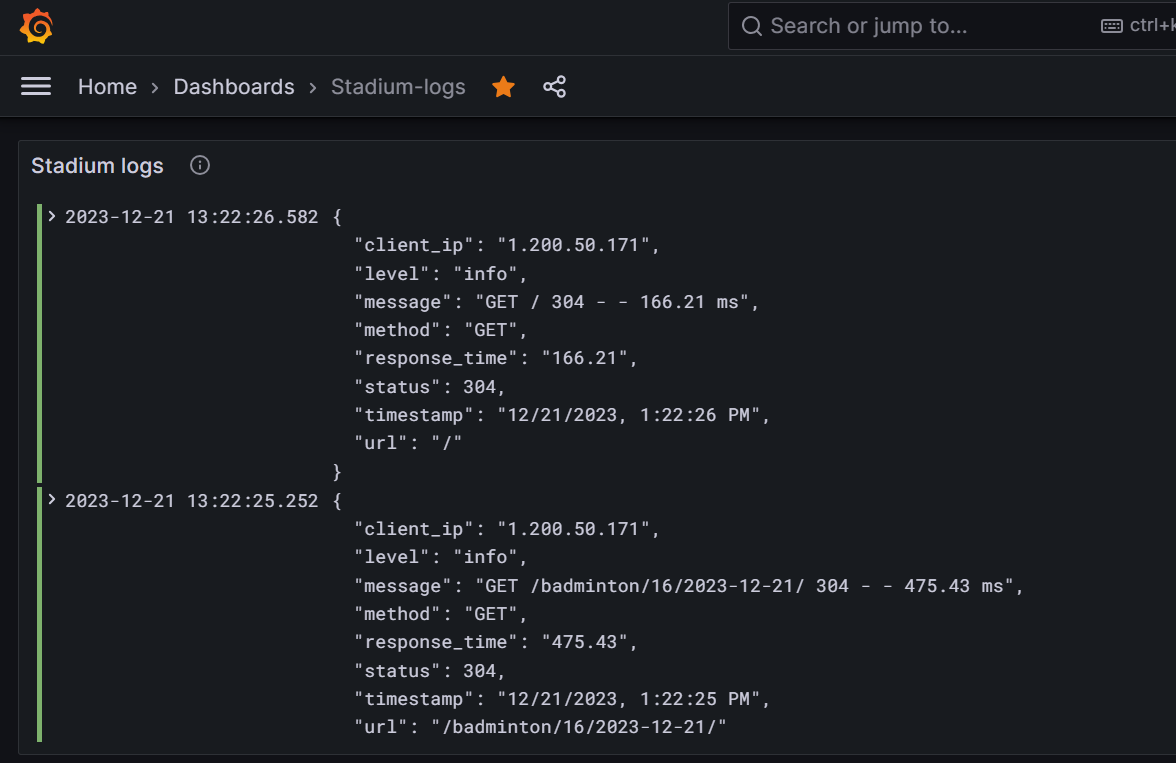 Search or jump to...
Home › Dashboards › Stadium-logs
Stadium logs
2023-12-21 13:22:26.582 {
"client_ip": "1.200.50.171",
"level": "info",
"message": "GET / 304 - - 166.21 ms",
"method": "GET",
"response_time": "166.21",
"status": 304,
"timestamp": "12/21/2023, 1:22:26 PM",
"url": "/"
}
2023-12-21 13:22:25.252 {
"client_ip": "1.200.50.171",
"level": "info",
"message": "GET /badminton/16/2023-12-21/ 304 - - 475.43 ms",
"method": "GET",
"response_time": "475.43",
"status": 304,
"timestamp": "12/21/2023, 1:22:25 PM",
"url": "/badminton/16/2023-12-21/"